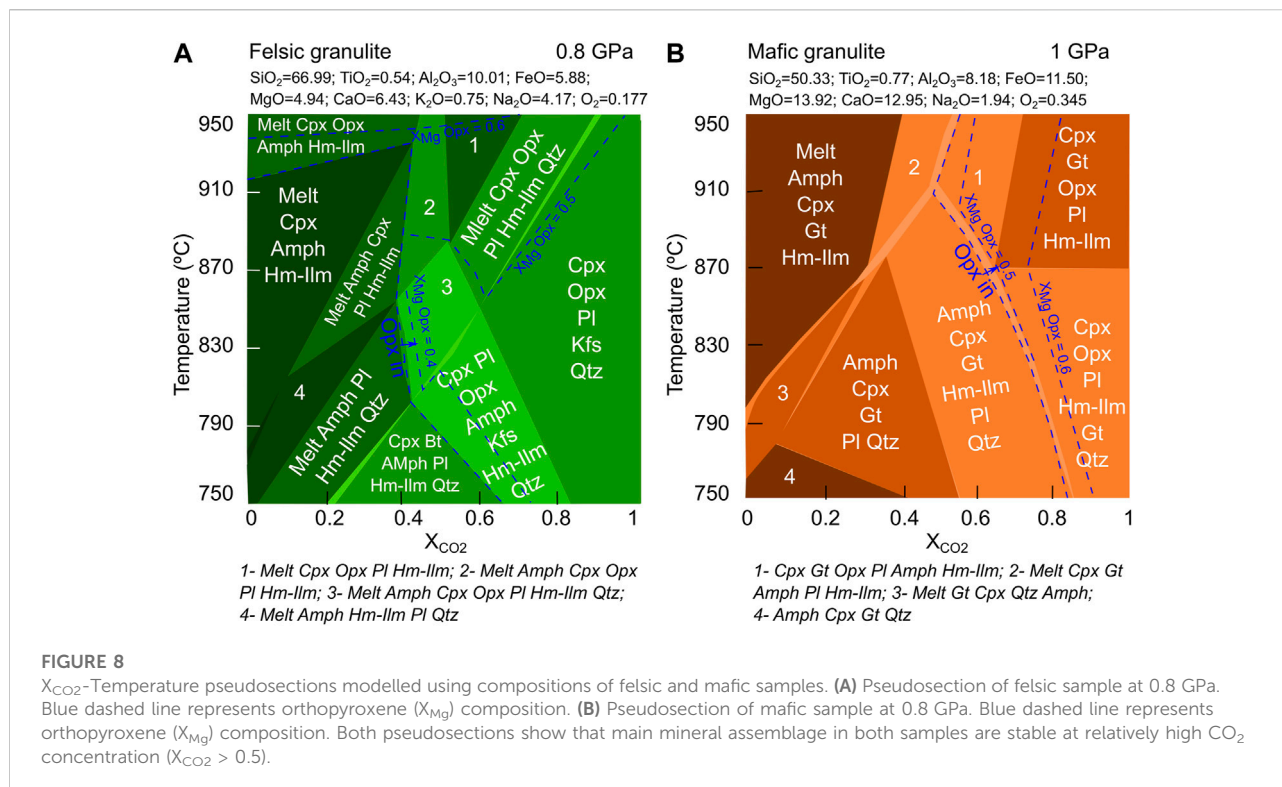 A Felsic granulite 0.8 GPa
SiO2=66.99; TiO2=0.54; Al2O3=10.01; FeO=5.88;
MgO=4.94; CaO=6.43; K2O=0.75; Na2O=4.17; O2=0.177
950
910
870
830
790
750
Temperature (ºC)
0 0.2 0.4 0.6 0.8 1
XCO2
Melt Cpx Opx
Amph Hm-Ilm
XMg Opx = 0.6
Melt
Cpx
Amph
Hm-Ilm
1
2
Mlelt Cpx Opx
Pl Hm-Ilm Qtz
XMg Opx = 0.5
Melt Amph Cpx
Pl Hm-Ilm
3
XMg Opx = 0.4
Opx in
Cpx
Opx
Pl
Kfs
Qtz
4
Melt Amph Pl
Hm-Ilm Qtz
Cpx Pl
Opx
Amph
Kfs
Hm-Ilm
Qtz
Cpx Bt
AMph Pl
Hm-Ilm Qtz
1- Melt Cpx Opx Pl Hm-Ilm; 2- Melt Amph Cpx Opx
Pl Hm-Ilm; 3- Melt Amph Cpx Opx Pl Hm-Ilm Qtz;
4- Melt Amph Hm-Ilm Pl Qtz
B Mafic granulite 1 GPa
SiO2=50.33; TiO2=0.77; Al2O3=8.18; FeO=11.50;
MgO=13.92; CaO=12.95; Na2O=1.94; O2=0.345
950
910
870
830
790
750
Temperature (ºC)
0 0.2 0.4 0.6 0.8 1
XCO2
Melt
Amph
Cpx
Gt
Hm-Ilm
2
1
Cpx
Gt
Opx
Pl
Hm-Ilm
XMg Opx = 0.5
Opx in
XMg Opx = 0.6
3
Amph
Cpx
Gt
Pl Qtz
Amph
Cpx
Gt
Hm-Ilm
Pl
Qtz
Cpx
Opx
Pl
Hm-Ilm
Gt
Qtz
4
1- Cpx Gt Opx Pl Amph Hm-Ilm; 2- Melt Cpx Gt
Amph Pl Hm-Ilm; 3- Melt Gt Cpx Qtz Amph;
4- Amph Cpx Gt Qtz
FIGURE 8
XCO2-Temperature pseudosections modelled using compositions of felsic and mafic samples. (A) Pseudosection of felsic sample at 0.8 GPa.
Blue dashed line represents orthopyroxene (XMg) composition. (B) Pseudosection of mafic sample at 0.8 GPa. Blue dashed line represents
orthopyroxene (XMg) composition. Both pseudosections show that main mineral assemblage in both samples are stable at relatively high CO2
concentration (XCO2 > 0.5).